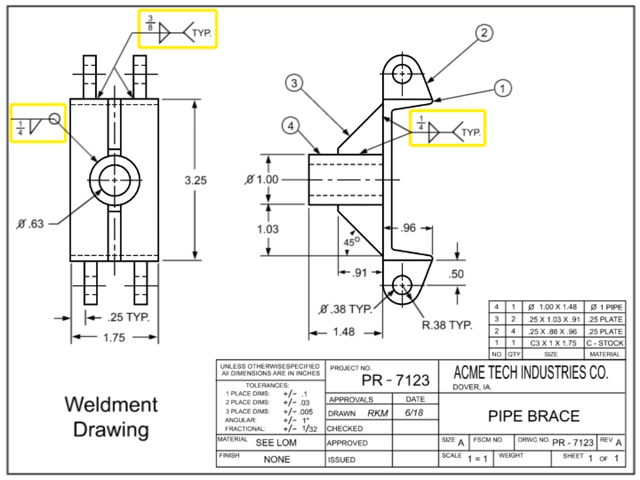 3/8 TYP.
2
1
3
1/4
1/4 TYP.
4
Ø 1.00
3.25
Ø .63
1.03
.96
45°
.91
.50
.25 TYP.
Ø .38 TYP.
R.38 TYP.
1.75
1.48
4 1 Ø 1.00 X 1.48 Ø 1 PIPE
3 2 .25 X 1.03 X .91 .25 PLATE
2 4 .25 X .88 X .96 .25 PLATE
1 1 C3 X 1 X 1.75 C - STOCK
NO. QTY SIZE MATERIAL
UNLESS OTHERWISESPECIFIED
All DIMENSIONS ARE IN INCHES
TOLERANCES:
1 PLACE DIMS: +/- .1
2 PLACE DIMS: +/- .03
3 PLACE DIMS: +/- .005
ANGULAR: +/- 1°
FRACTIONAL: +/- 1/32
MATERIAL SEE LOM
FINISH NONE
PROJECT NO.
PR - 7123
APPROVALS DATE
DRAWN RKM 6/18
CHECKED
APPROVED
ISSUED
ACME TECH INDUSTRIES CO.
DOVER, IA.
PIPE BRACE
SIZE A FSCM NO. DRWG NO. PR - 7123 REV A
SCALE 1 = 1 WEIGHT SHEET 1 OF 1
Weldment
Drawing